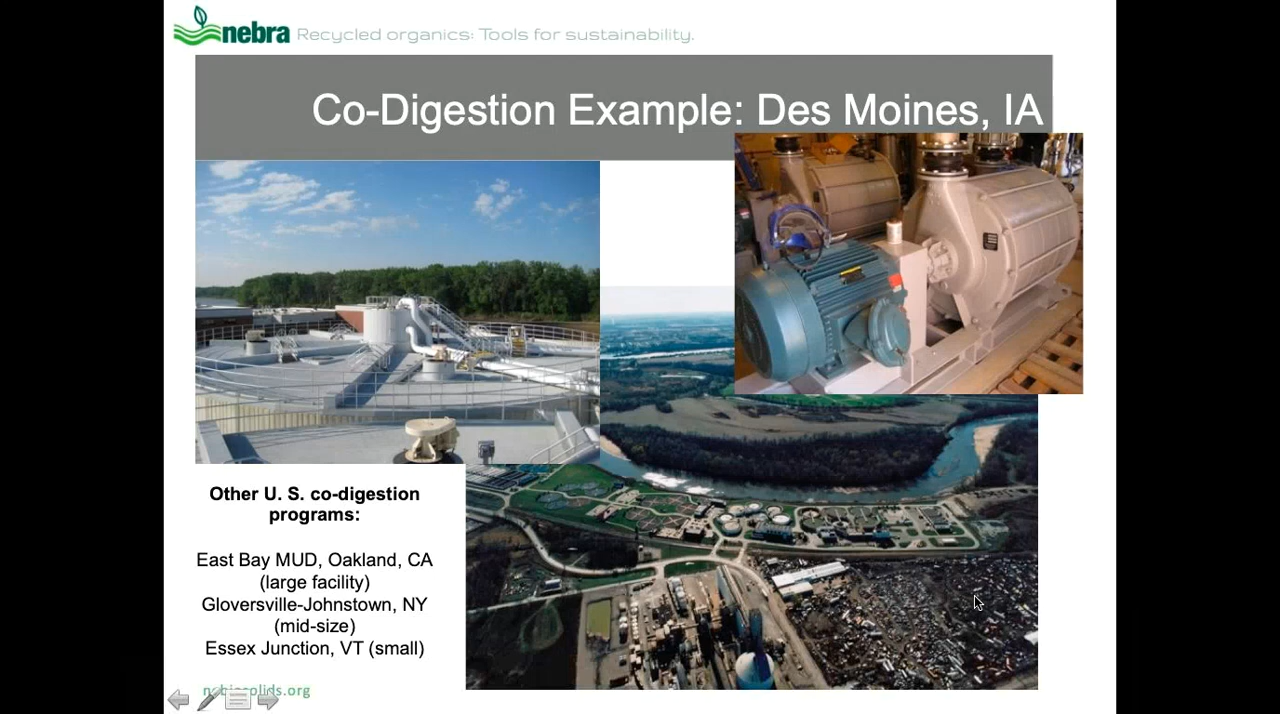 nebra Recycled organics: Tools for sustainability.
Co-Digestion Example: Des Moines, IA
Other U. S. co-digestion
programs:
East Bay MUD, Oakland, CA
(large facility)
Gloversville-Johnstown, NY
(mid-size)
Essex Junction, VT (small)
nebiosolids.org